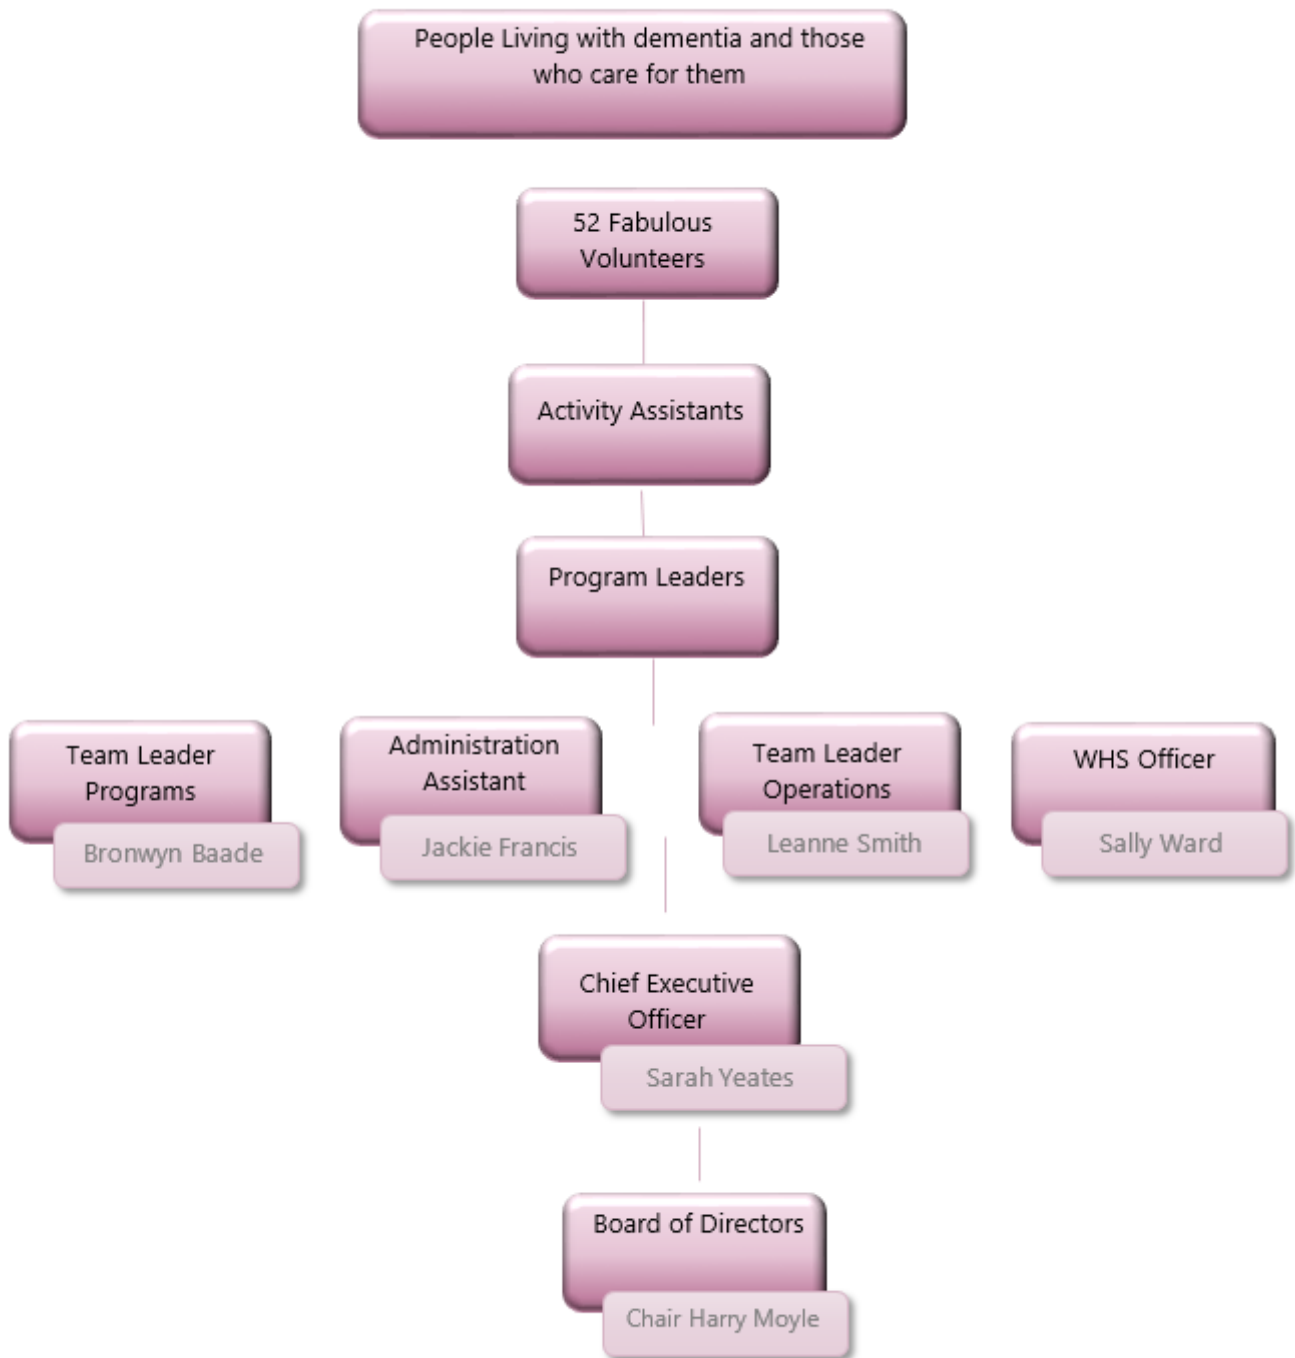 People Living with dementia and those
who care for them
52 Fabulous
Volunteers
Activity Assistants
Program Leaders
Team Leader
Programs
Bronwyn Baade
Administration
Assistant
Jackie Francis
Team Leader
Operations
Leanne Smith
WHS Officer
Sally Ward
Chief Executive
Officer
Sarah Yeates
Board of Directors
Chair Harry Moyle